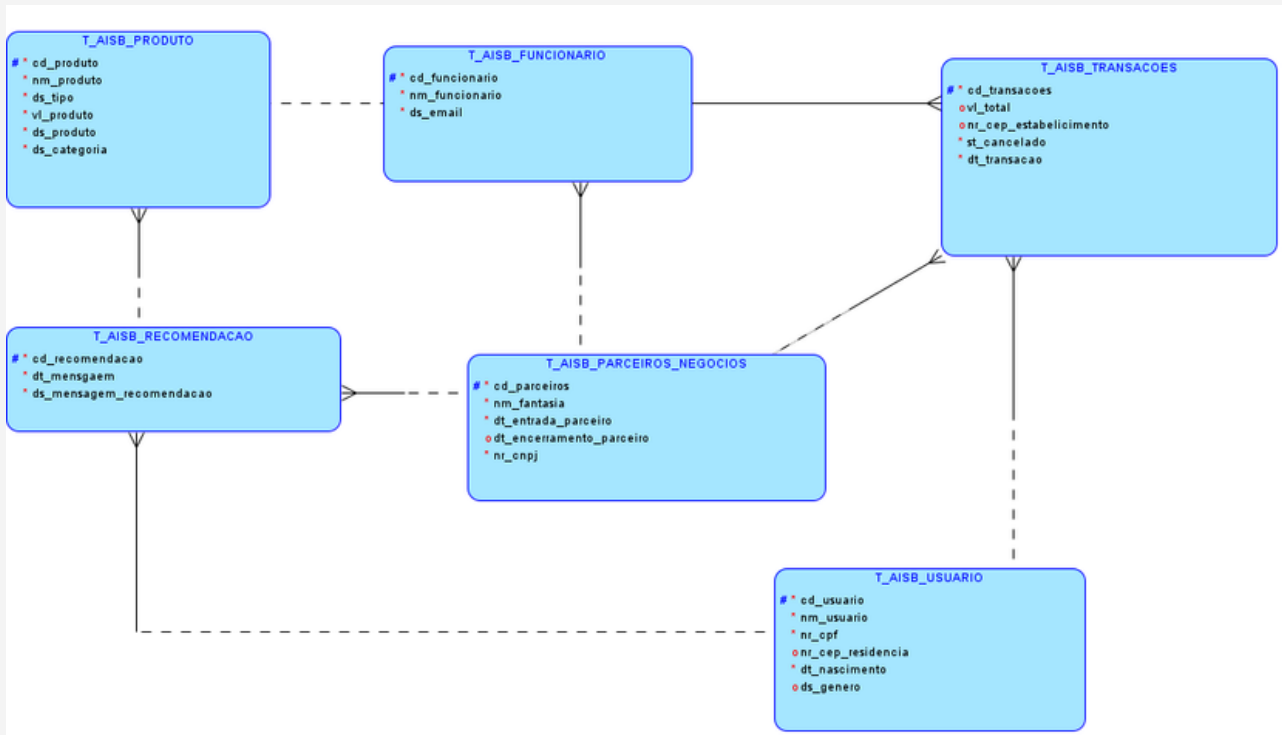 T_AISB_PRODUTO
# * cd_produto
* nm_produto
* ds_tipo
* vl_produto
* ds_produto
* ds_categoria
T_AISB_FUNCIONARIO
# * cd_funcionario
* nm_funcionario
* ds_email
T_AISB_TRANSACOES
# * cd_transacoes
o vl_total
o nr_cep_estabelicimento
* st_cancelado
* dt_transacao
T_AISB_RECOMENDACAO
# * cd_recomendacao
* dt_mensgaem
* ds_mensagem_recomendacao
T_AISB_PARCEIROS_NEGOCIOS
# * cd_parceiros
* nm_fantasia
* dt_entrada_parceiro
o dt_encerramento_parceiro
* nr_cnpj
T_AISB_USUARIO
# * cd_usuario
* nm_usuario
* nr_cpf
o nr_cep_residencia
* dt_nascimento
o ds_genero